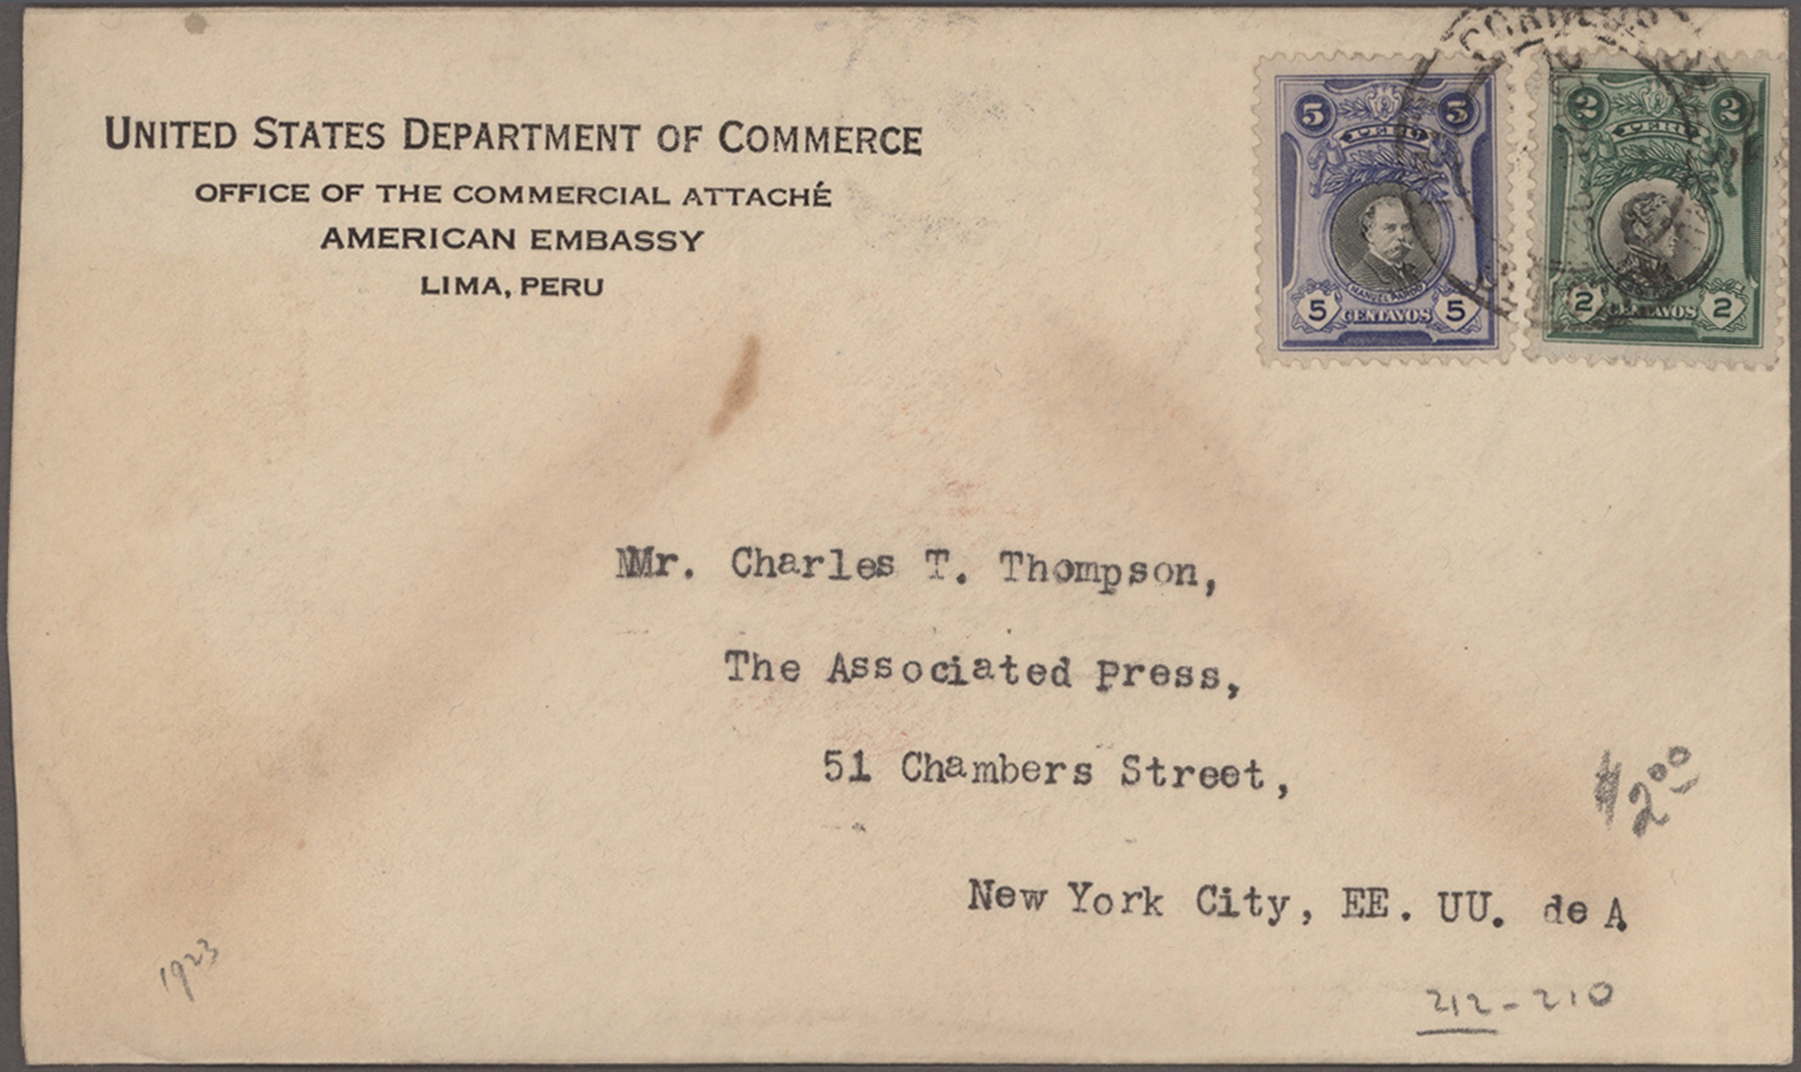 UNITED STATES DEPARTMENT OF COMMERCE
OFFICE OF THE COMMERCIAL ATTACHÉ
AMERICAN EMBASSY
LIMA, PERU
CORREOS
5 5
PERU
MANUEL PARDO
5 CENTAVOS 5
2 2
PERU
2 CENTAVOS 2
Mr. Charles T. Thompson,
The Associated Press,
51 Chambers Street,
New York City, EE. UU. de A.
$2.00
1923
212-210